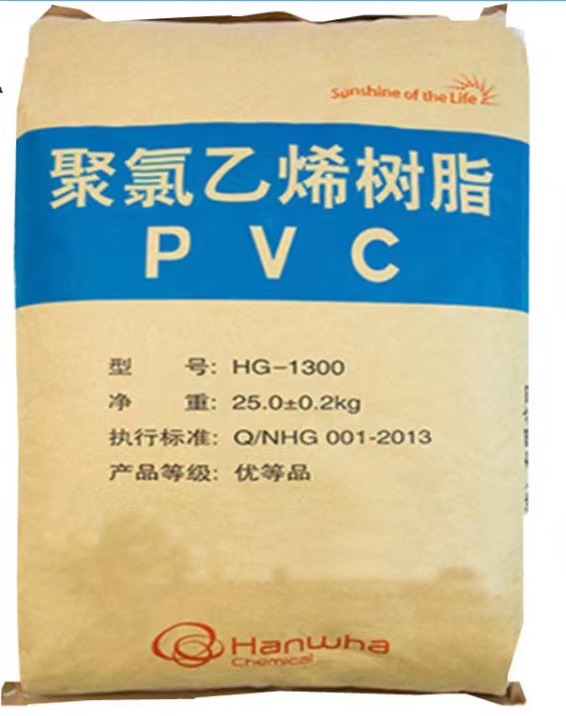 Sunshine of the Life
聚氯乙烯树脂
PVC
型 号: HG-1300
净 重: 25.0±0.2kg
执行标准: Q/NHG 001-2013
产品等级: 优等品
Hanwha
Chemical